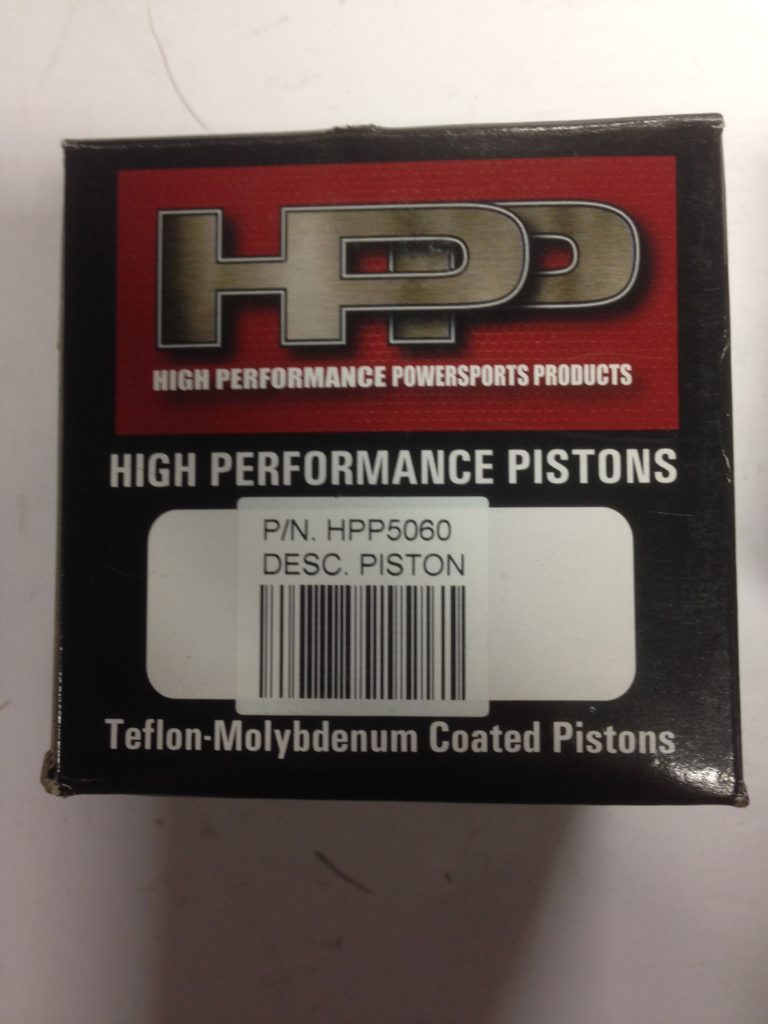 HPP
HIGH PERFORMANCE POWERSPORTS PRODUCTS
HIGH PERFORMANCE PISTONS
P/N. HPP5060
DESC. PISTON
Teflon-Molybdenum Coated Pistons